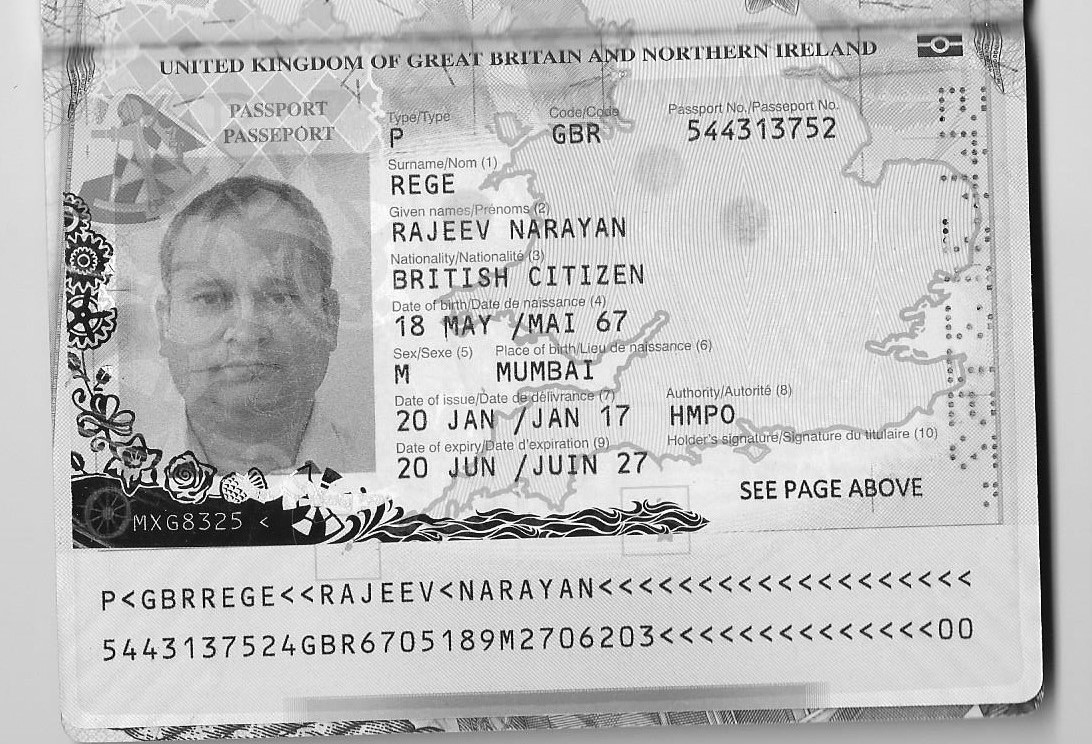 UNITED KINGDOM OF GREAT BRITAIN AND NORTHERN IRELAND
PASSPORT
PASSEPORT
Type/Type Code/Code Passport No./Passeport No.
P GBR 544313752
Surname/Nom (1)
REGE
Given names/Prénoms (2)
RAJEEV NARAYAN
Nationality/Nationalité (3)
BRITISH CITIZEN
Date of birth/Date de naissance (4)
18 MAY /MAI 67
Sex/Sexe (5) Place of birth/Lieu de naissance (6)
M MUMBAI
Date of issue/Date de délivrance (7) Authority/Autorité (8)
20 JAN /JAN 17 HMPO
Date of expiry/Date d'expiration (9) Holder's signature/Signature du titulaire (10)
20 JUN /JUIN 27
SEE PAGE ABOVE
MXG8325 <
P<GBRREGE<<RAJEEV<NARAYAN<<<<<<<<<<<<<<<<<<<
5443137524GBR6705189M2706203<<<<<<<<<<<<<<00